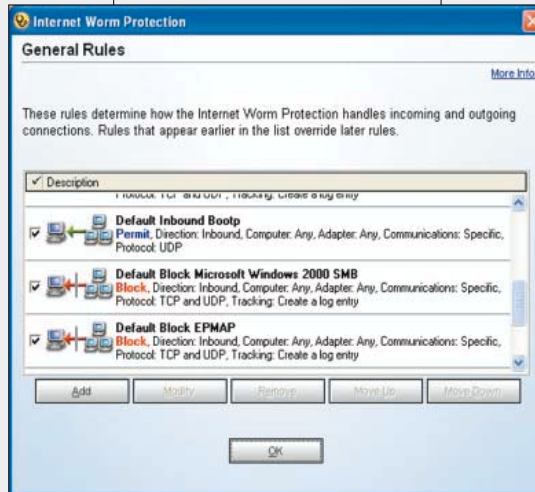 Internet Worm Protection
General Rules
More Info
These rules determine how the Internet Worm Protection handles incoming and outgoing
connections. Rules that appear earlier in the list override later rules.
Description
Protocol: TCP and UDP, Tracking: Create a log entry
Default Inbound Bootp
Permit, Direction: Inbound, Computer: Any, Adapter: Any, Communications: Specific,
Protocol: UDP
Default Block Microsoft Windows 2000 SMB
Block, Direction: Inbound, Computer: Any, Adapter: Any, Communications: Specific,
Protocol: TCP and UDP, Tracking: Create a log entry
Default Block EPMAP
Block, Direction: Inbound, Computer: Any, Adapter: Any, Communications: Specific,
Protocol: TCP and UDP, Tracking: Create a log entry
Add Modify Remove Move Up Move Down
OK